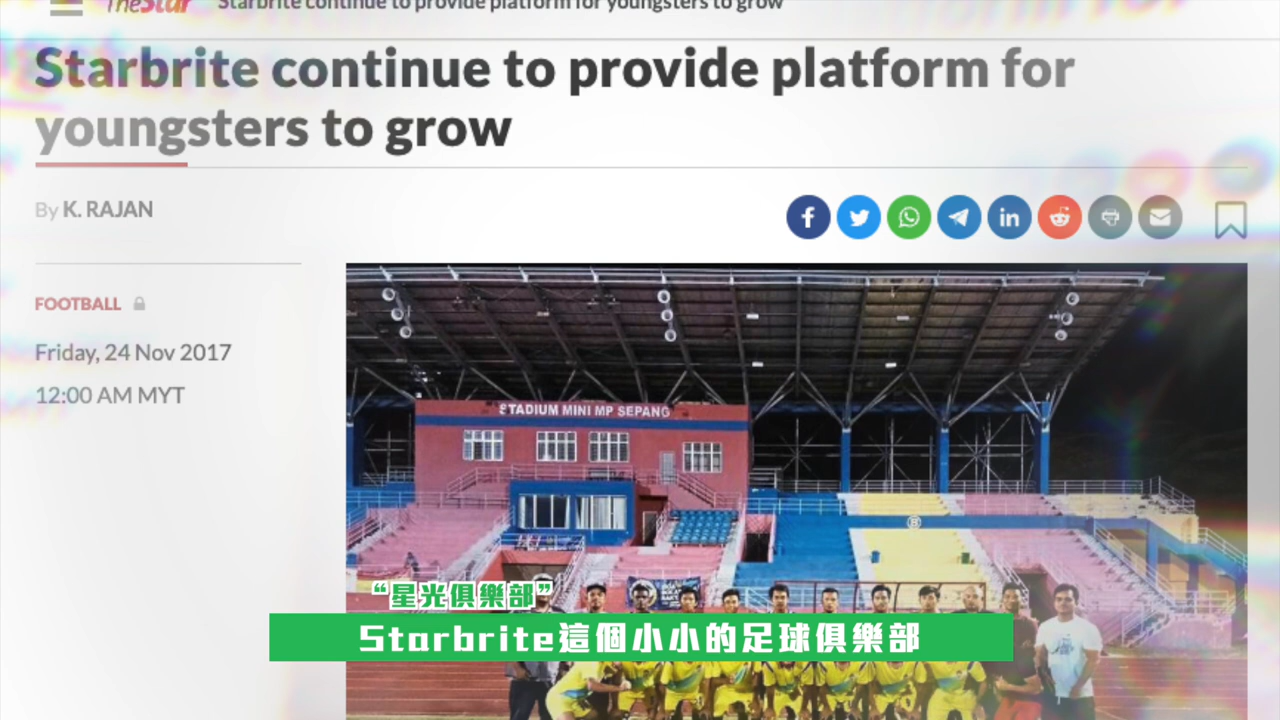 TheStar Starbrite continue to provide platform for youngsters to grow
Starbrite continue to provide platform for
youngsters to grow
By K. RAJAN
FOOTBALL
Friday, 24 Nov 2017
12:00 AM MYT
STADIUM MINI MP SEPANG
“星光俱樂部”
Starbrite這個小小的足球俱樂部